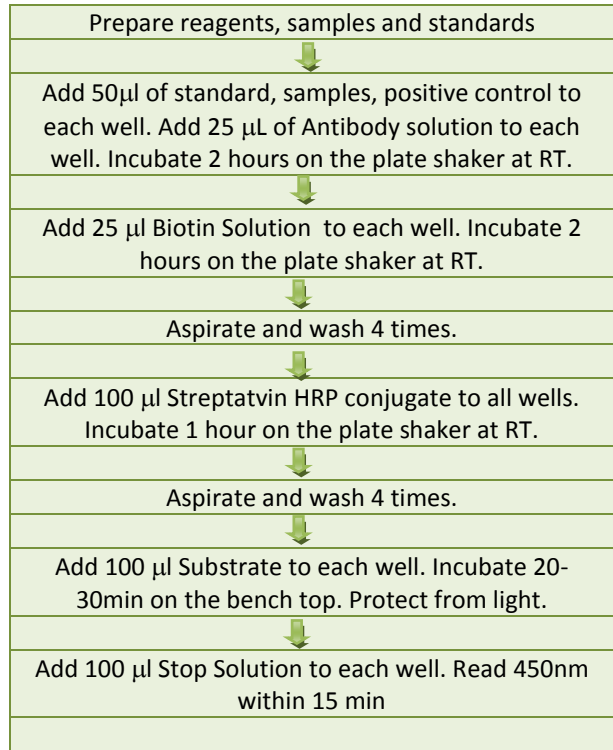 Prepare reagents, samples and standards
Add 50μl of standard, samples, positive control to
each well. Add 25 μL of Antibody solution to each
well. Incubate 2 hours on the plate shaker at RT.
Add 25 μl Biotin Solution to each well. Incubate 2
hours on the plate shaker at RT.
Aspirate and wash 4 times.
Add 100 μl Streptatvin HRP conjugate to all wells.
Incubate 1 hour on the plate shaker at RT.
Aspirate and wash 4 times.
Add 100 μl Substrate to each well. Incubate 20-
30min on the bench top. Protect from light.
Add 100 μl Stop Solution to each well. Read 450nm
within 15 min